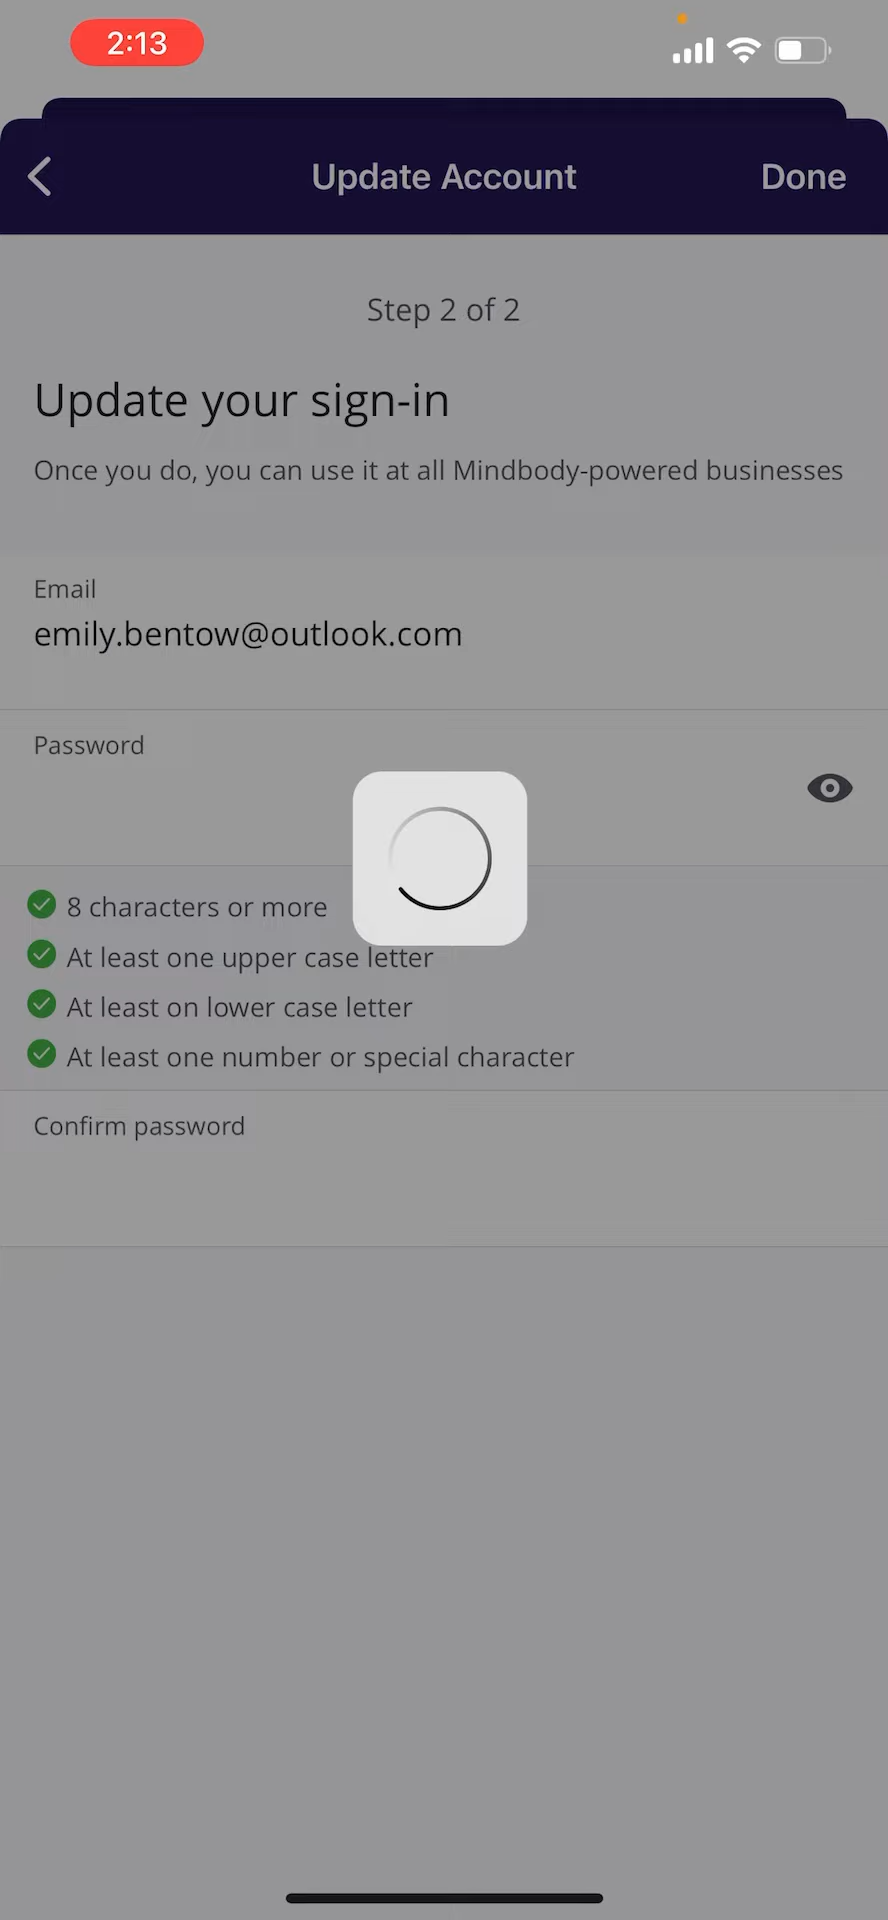 2:13
Update Account
Done
Step 2 of 2
Update your sign-in
Once you do, you can use it at all Mindbody-powered businesses
Email
emily.bentow@outlook.com
Password
8 characters or more
At least one upper case letter
At least on lower case letter
At least one number or special character
Confirm password